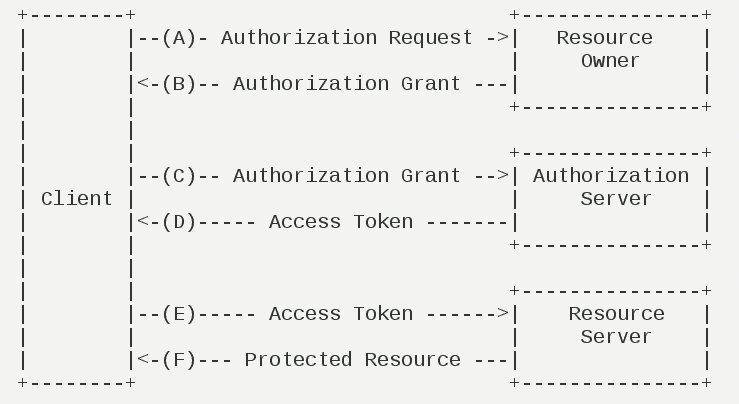 +--------+                               +---------------+
|        |--(A)- Authorization Request ->|   Resource    |
|        |                               |     Owner     |
|        |<-(B)-- Authorization Grant ---|               |
|        |                               +---------------+
|        |
|        |                               +---------------+
|        |--(C)-- Authorization Grant -->| Authorization |
| Client |                               |     Server    |
|        |<-(D)----- Access Token -------|               |
|        |                               +---------------+
|        |
|        |                               +---------------+
|        |--(E)----- Access Token ------>|    Resource   |
|        |                               |     Server    |
|        |<-(F)--- Protected Resource ---|               |
+--------+                               +---------------+